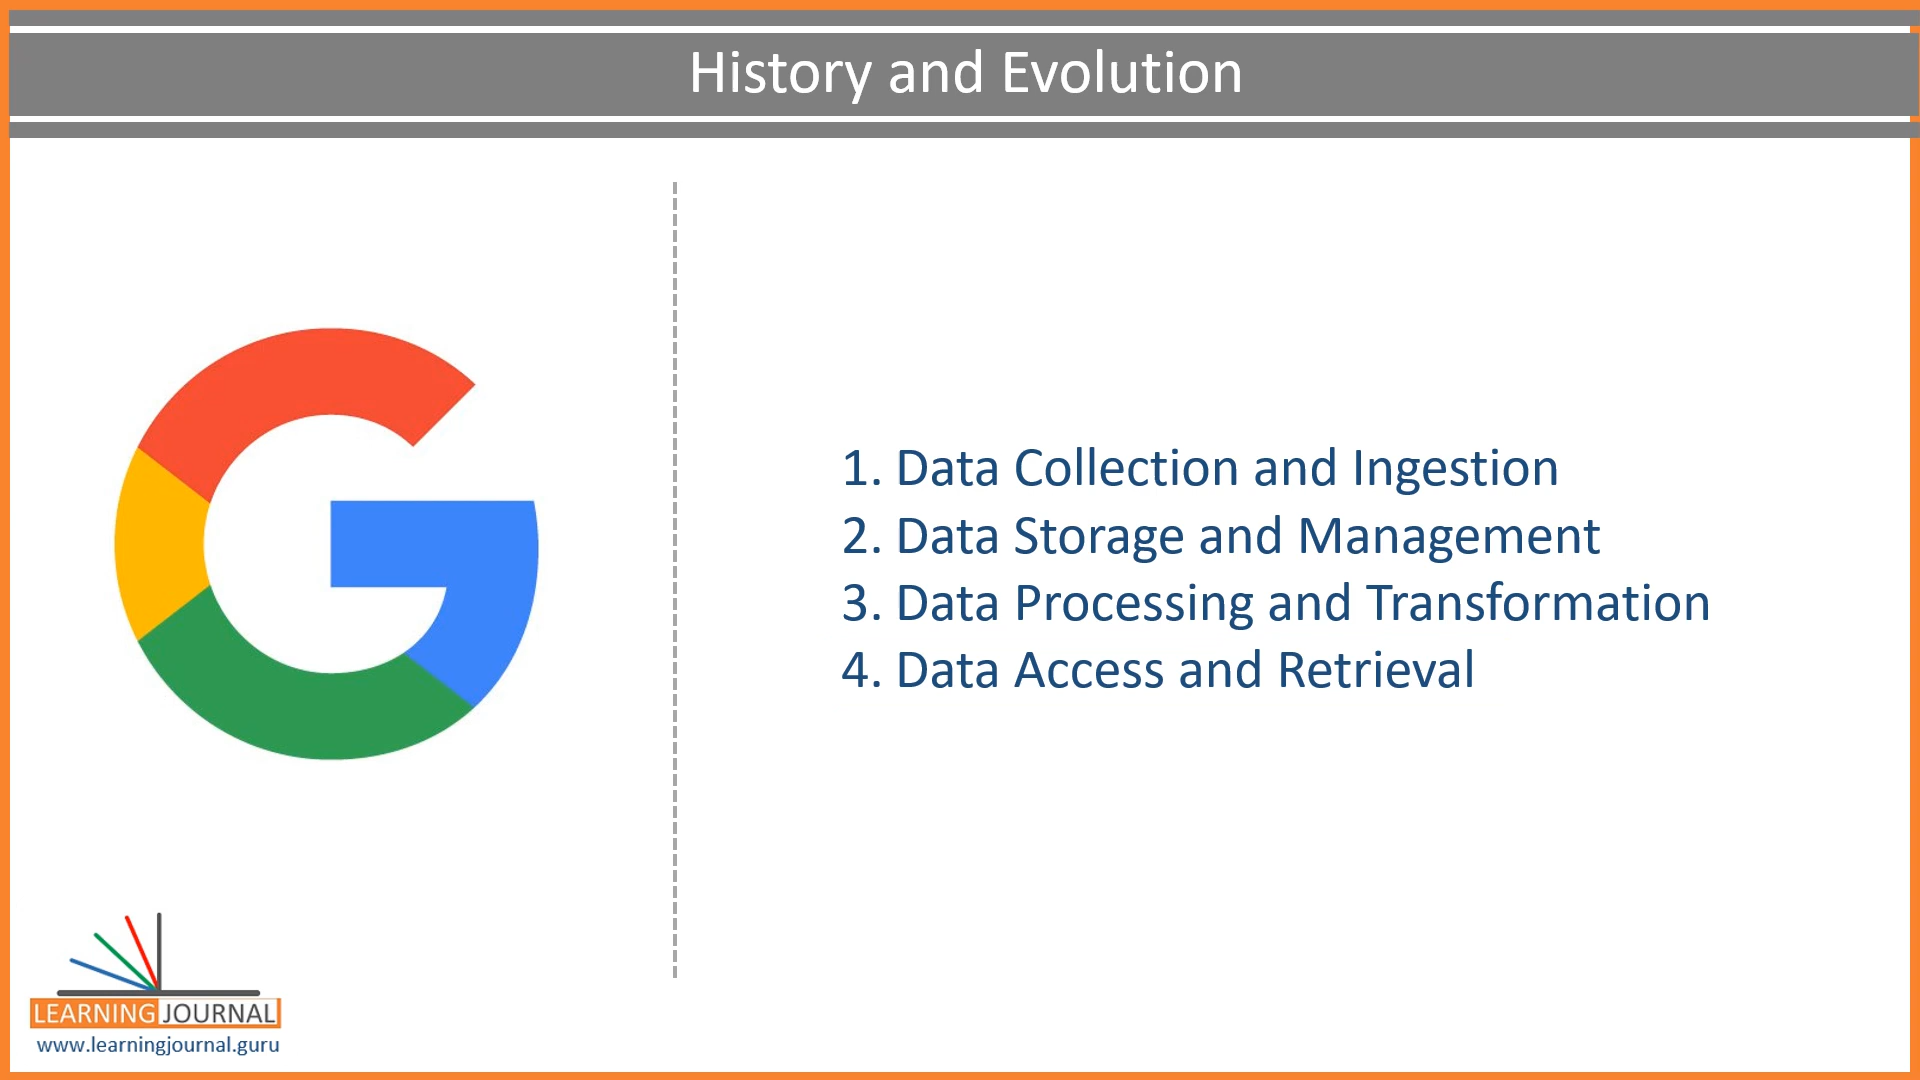 History and Evolution
1. Data Collection and Ingestion
2. Data Storage and Management
3. Data Processing and Transformation
4. Data Access and Retrieval
LEARNING JOURNAL
www.learningjournal.guru